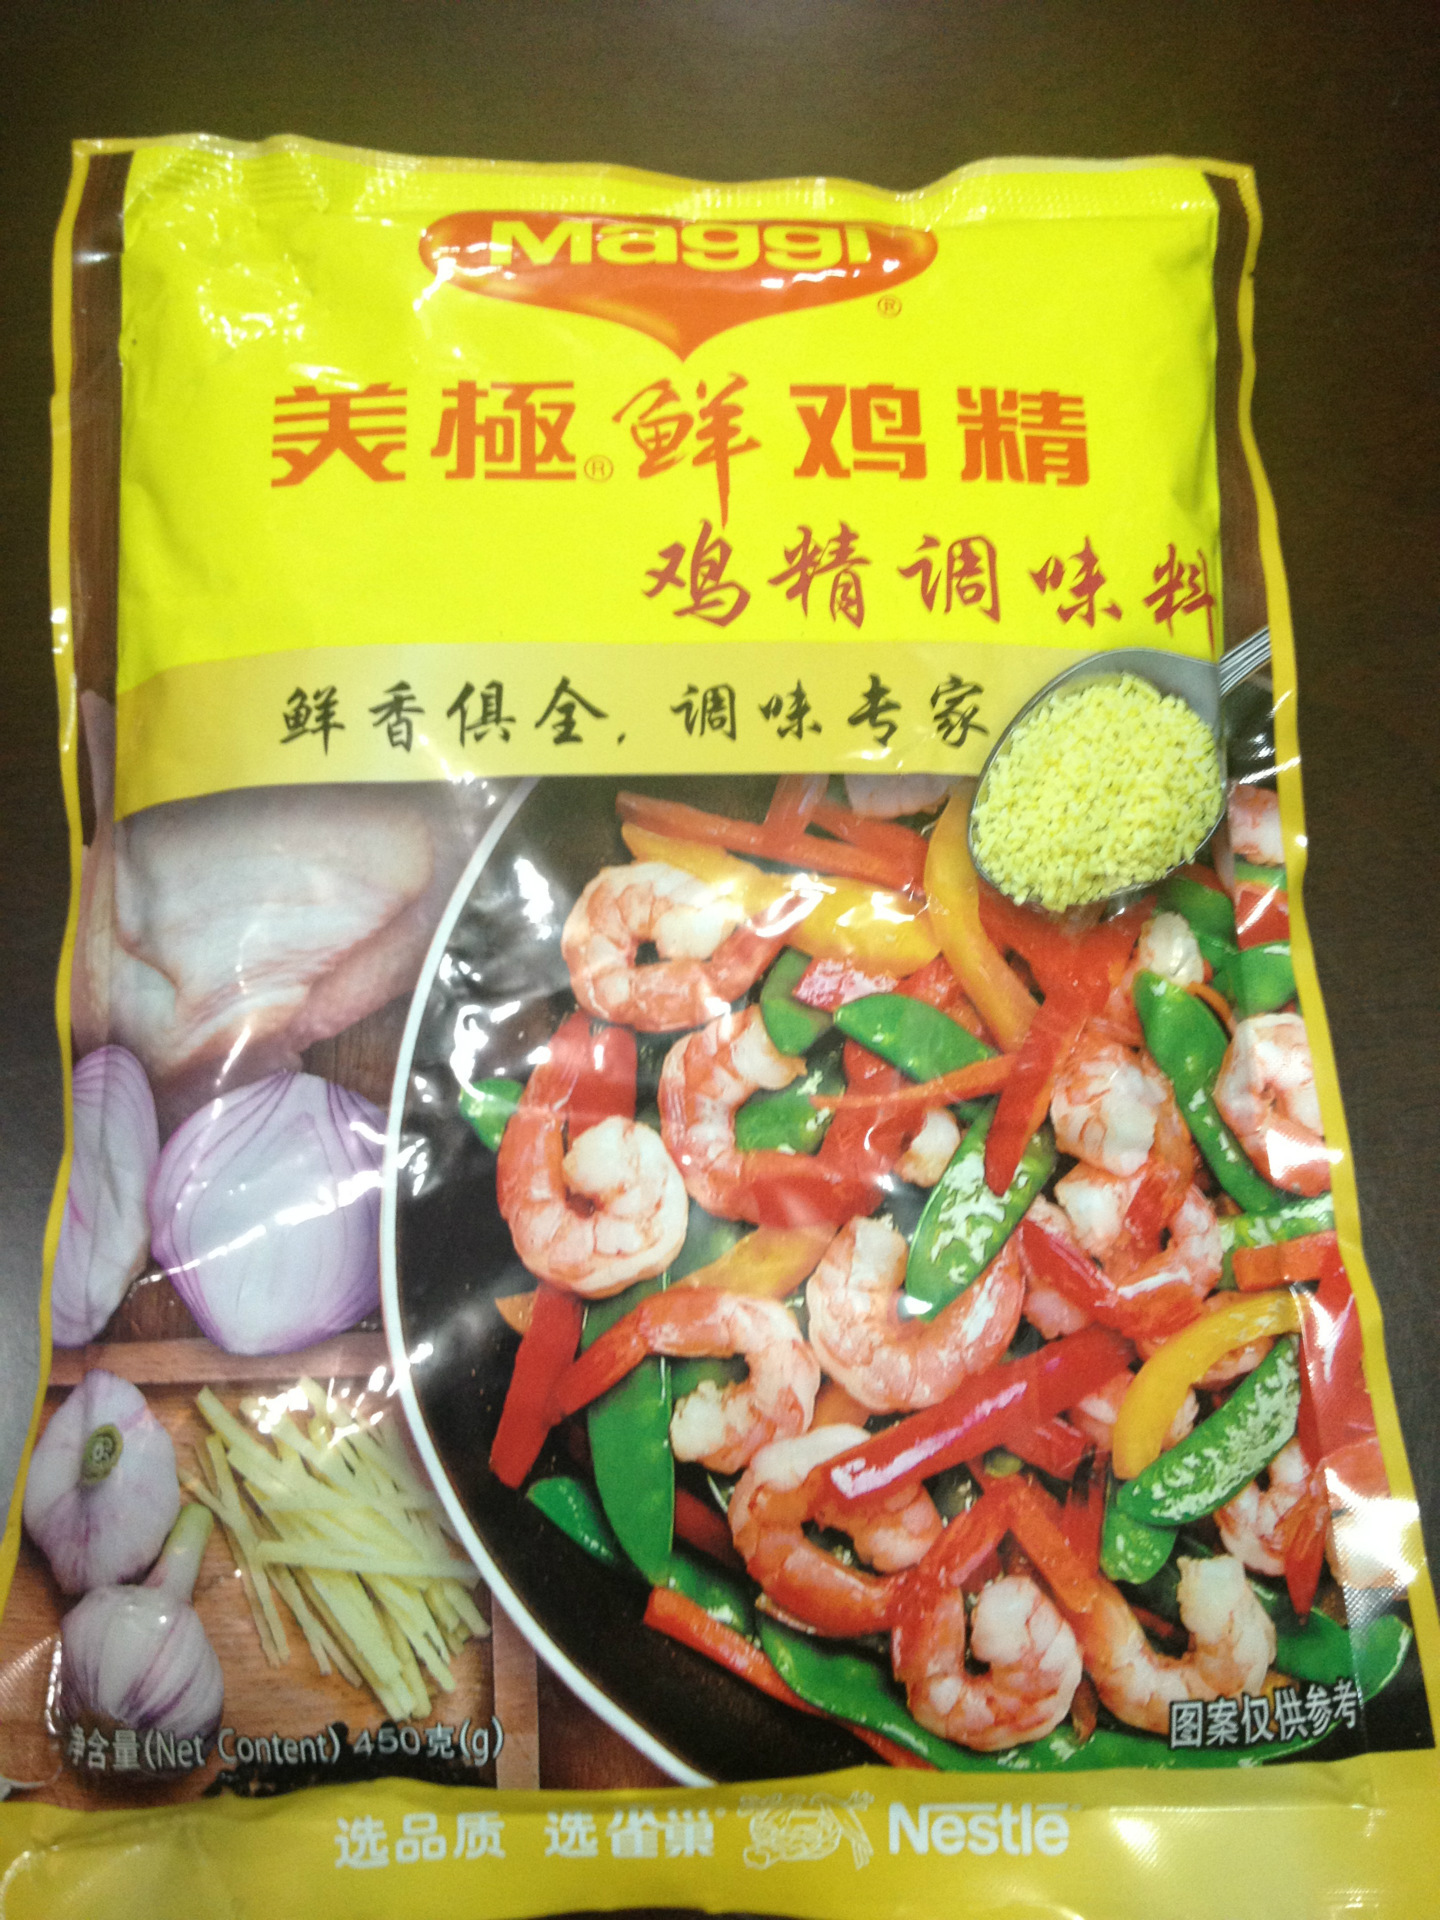 Maggi
®
美極®鲜鸡精
鸡精调味料
鲜香俱全,调味专家
净含量(Net Content) 450克(g)
图案仅供参考
选品质 选雀巢 Nestle